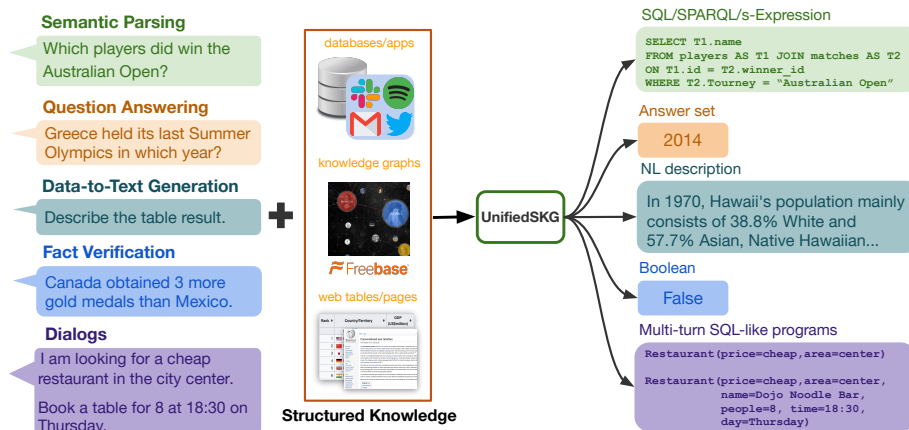 Semantic Parsing
Which players did win the
Australian Open?
Question Answering
Greece held its last Summer
Olympics in which year?
Data-to-Text Generation
Describe the table result.
Fact Verification
Canada obtained 3 more
gold medals than Mexico.
Dialogs
I am looking for a cheap
restaurant in the city center.
Book a table for 8 at 18:30 on
Thursday.
databases/apps
knowledge graphs
Freebase
web tables/pages
Rank
Country/Territory
GDP
(US$million)
Structured Knowledge
UnifiedSKG
SQL/SPARQL/s-Expression
SELECT T1.name
FROM players AS T1 JOIN matches AS T2
ON T1.id = T2.winner_id
WHERE T2.Tourney = “Australian Open”
Answer set
2014
NL description
In 1970, Hawaii's population mainly
consists of 38.8% White and
57.7% Asian, Native Hawaiian...
Boolean
False
Multi-turn SQL-like programs
Restaurant(price=cheap,area=center)
Restaurant(price=cheap,area=center,
name=Dojo Noodle Bar,
people=8, time=18:30,
day=Thursday)